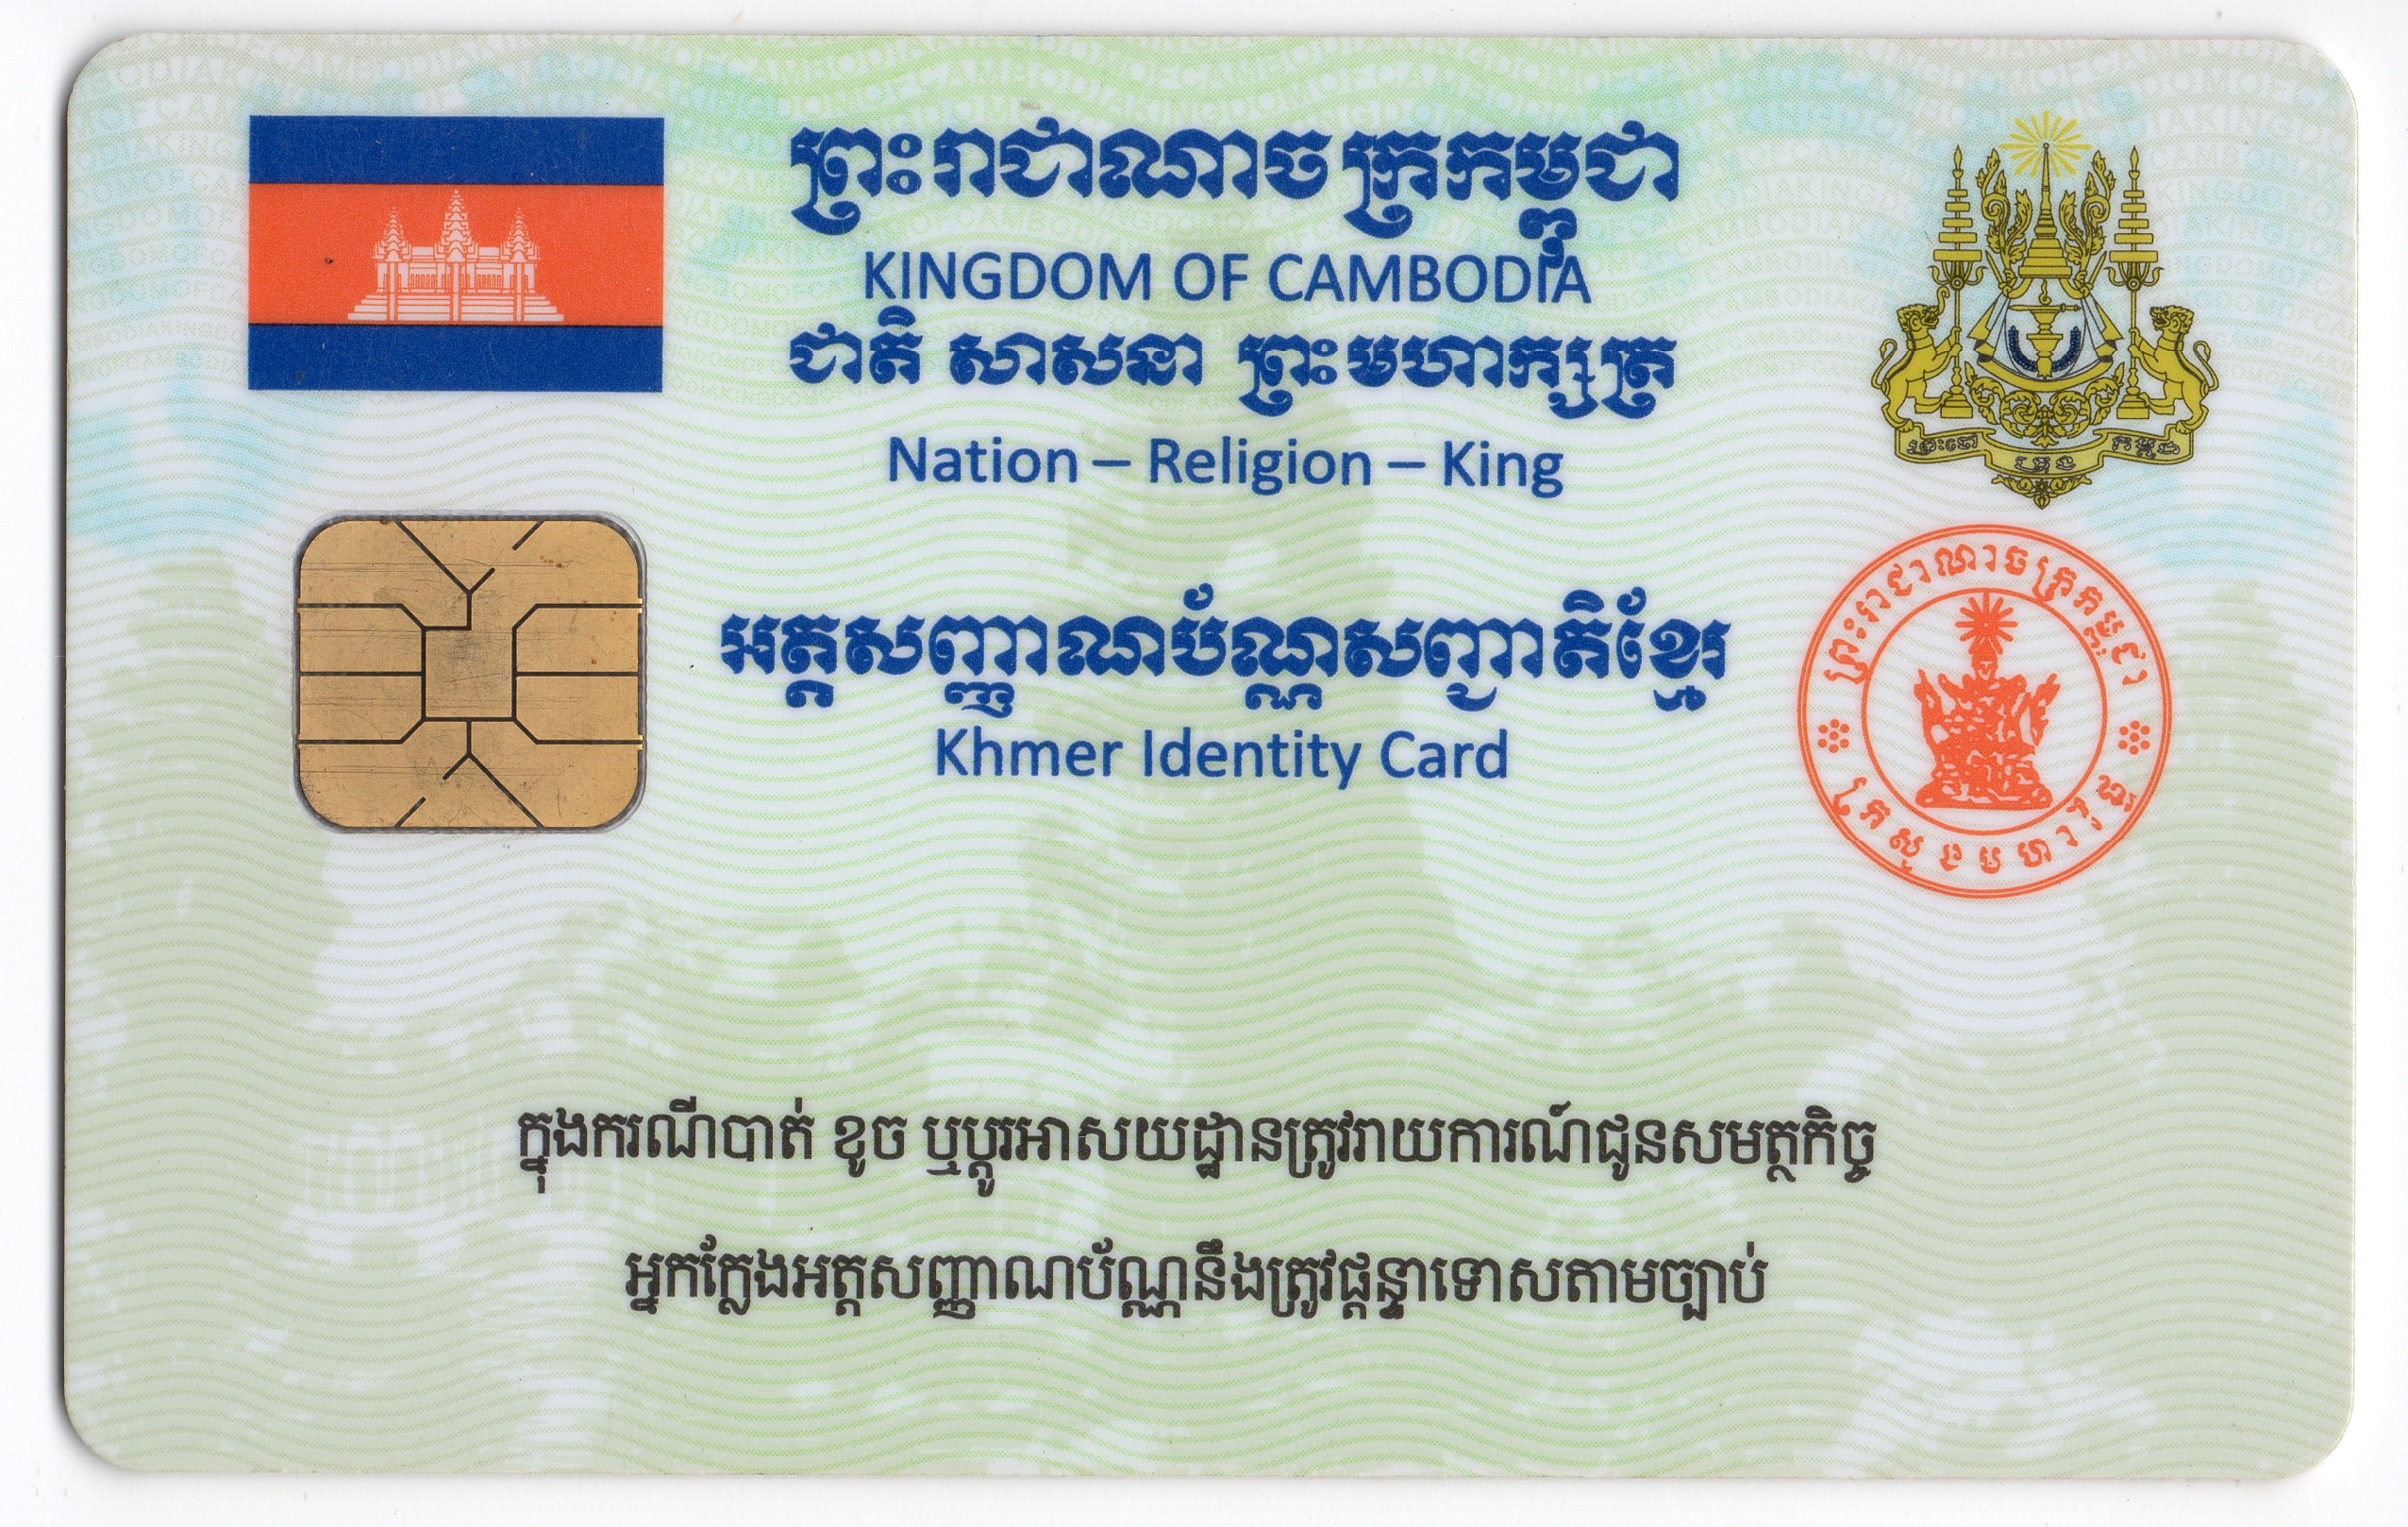 ព្រះរាជាណាចក្រកម្ពុជា
KINGDOM OF CAMBODIA
ជាតិ សាសនា ព្រះមហាក្សត្រ
Nation – Religion – King
អត្តសញ្ញាណប័ណ្ណសញ្ជាតិខ្មែរ
Khmer Identity Card
ព្រះរាជាណាចក្រកម្ពុជា
ក្រសួងមហាផ្ទៃ
ក្នុងករណីបាត់ ខូច ឬប្តូរអាសយដ្ឋានត្រូវរាយការណ៍ជូនសមត្ថកិច្ច
អ្នកក្លែងអត្តសញ្ញាណប័ណ្ណនឹងត្រូវផ្តន្ទាទោសតាមច្បាប់